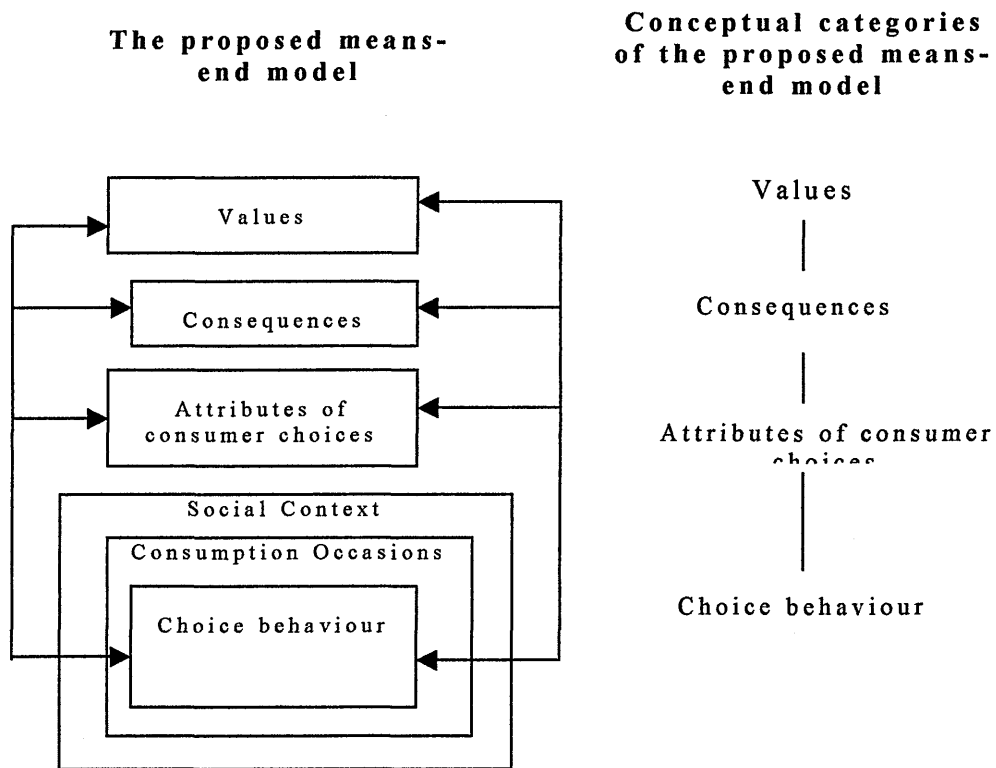 The proposed means-
end model
Values
Consequences
Attributes of
consumer choices
Social Context
Consumption Occasions
Choice behaviour
Conceptual categories
of the proposed means-
end model
Values
Consequences
Attributes of consumer
choices
Choice behaviour